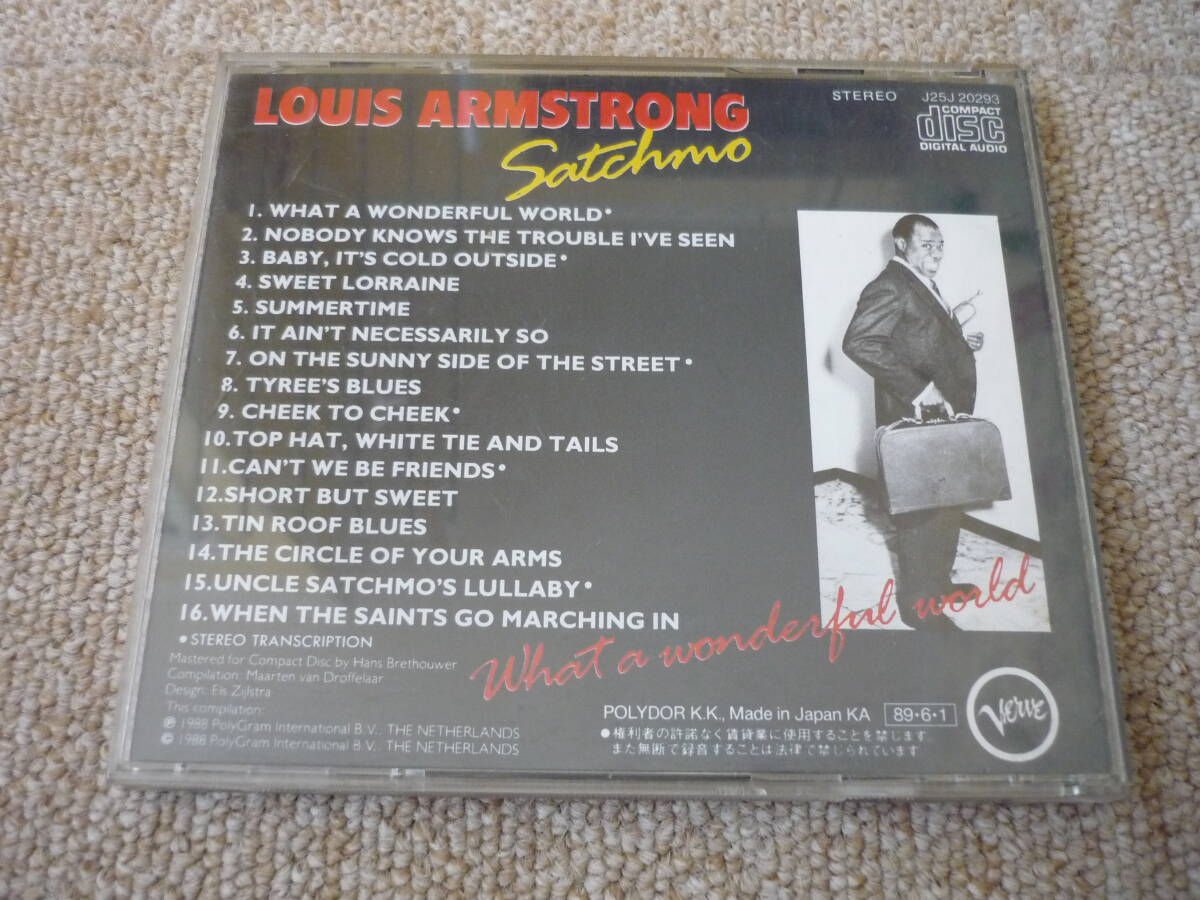 LOUIS ARMSTRONG
Satchmo
STEREO
J25J 20293
COMPACT
disc
DIGITAL AUDIO
1. WHAT A WONDERFUL WORLD•
2. NOBODY KNOWS THE TROUBLE I'VE SEEN
3. BABY, IT'S COLD OUTSIDE•
4. SWEET LORRAINE
5. SUMMERTIME
6. IT AIN'T NECESSARILY SO
7. ON THE SUNNY SIDE OF THE STREET•
8. TYREE'S BLUES
9. CHEEK TO CHEEK•
10. TOP HAT, WHITE TIE AND TAILS
11. CAN'T WE BE FRIENDS•
12. SHORT BUT SWEET
13. TIN ROOF BLUES
14. THE CIRCLE OF YOUR ARMS
15. UNCLE SATCHMO'S LULLABY•
16. WHEN THE SAINTS GO MARCHING IN
• STEREO TRANSCRIPTION
Mastered for Compact Disc by Hans Brethouwer
Compilation: Maarten van Droffelaar
Design: Els Zijlstra
This compilation:
℗ 1988 PolyGram International B.V., THE NETHERLANDS
© 1988 PolyGram International B.V., THE NETHERLANDS
What a wonderful world
POLYDOR K.K., Made in Japan KA
89•6•1
●権利者の許諾なく賃貸業に使用することを禁じます。
また無断で録音することは法律で禁じられています。
Verve